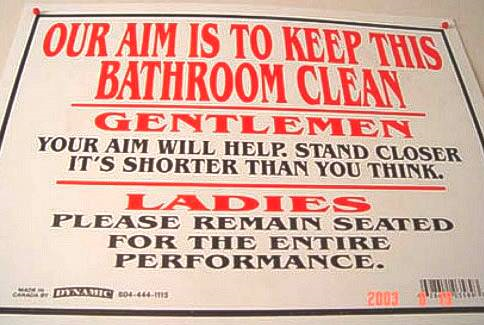 OUR AIM IS TO KEEP THIS
BATHROOM CLEAN
GENTLEMEN
YOUR AIM WILL HELP. STAND CLOSER
IT'S SHORTER THAN YOU THINK.
LADIES
PLEASE REMAIN SEATED
FOR THE ENTIRE
PERFORMANCE.
MADE IN
CANADA BY
DYNAMIC 604-444-1113
2003